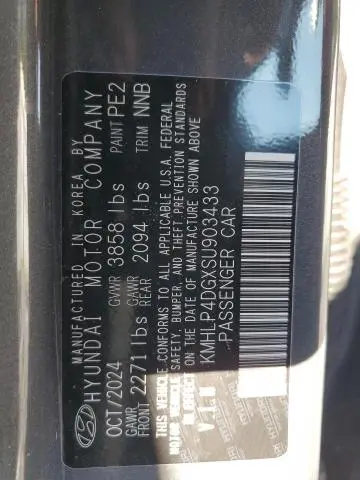 MANUFACTURED IN KOREA BY
HYUNDAI MOTOR COMPANY
OCT/2024 GVWR 3858 lbs PAINT PE2
GAWR FRONT 2271 lbs GAWR REAR 2094 lbs TRIM NNB
THIS VEHICLE CONFORMS TO ALL APPLICABLE U.S.A. FEDERAL
MOTOR VEHICLE SAFETY, BUMPER, AND THEFT PREVENTION STANDARDS
IN EFFECT ON THE DATE OF MANUFACTURE SHOWN ABOVE
KMHLP4DGXSU903433
PASSENGER CAR